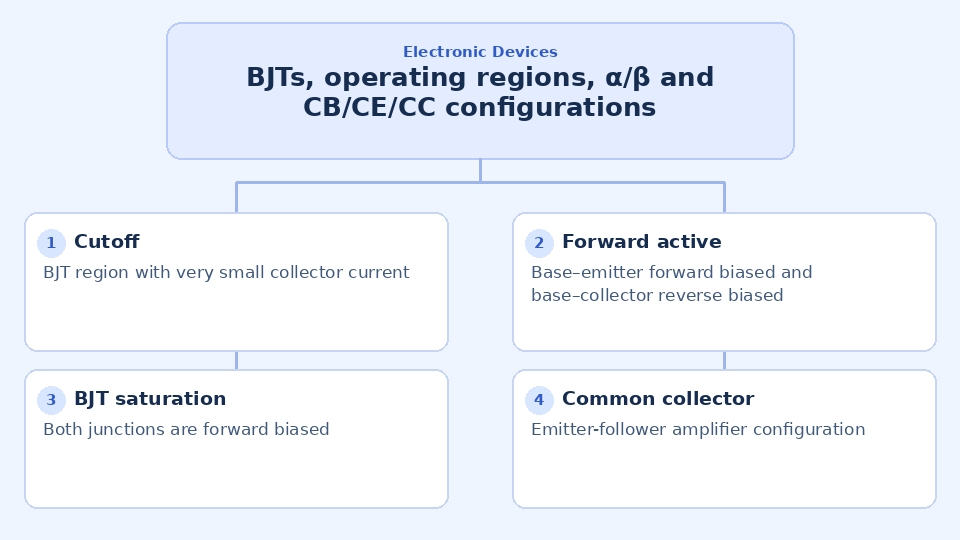 Electronic Devices
BJTs, operating regions, α/β and
CB/CE/CC configurations
1 Cutoff
BJT region with very small collector current
2 Forward active
Base–emitter forward biased and
base–collector reverse biased
3 BJT saturation
Both junctions are forward biased
4 Common collector
Emitter-follower amplifier configuration